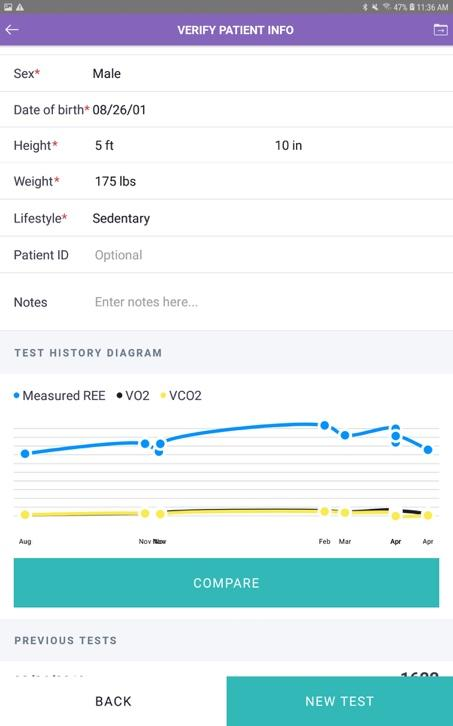 47% 11:36 AM
VERIFY PATIENT INFO
Sex* Male
Date of birth* 08/26/01
Height* 5 ft 10 in
Weight* 175 lbs
Lifestyle* Sedentary
Patient ID Optional
Notes Enter notes here...
TEST HISTORY DIAGRAM
Measured REE VO2 VCO2
Aug Nov Nov Feb Mar Apr Apr
COMPARE
PREVIOUS TESTS
BACK NEW TEST